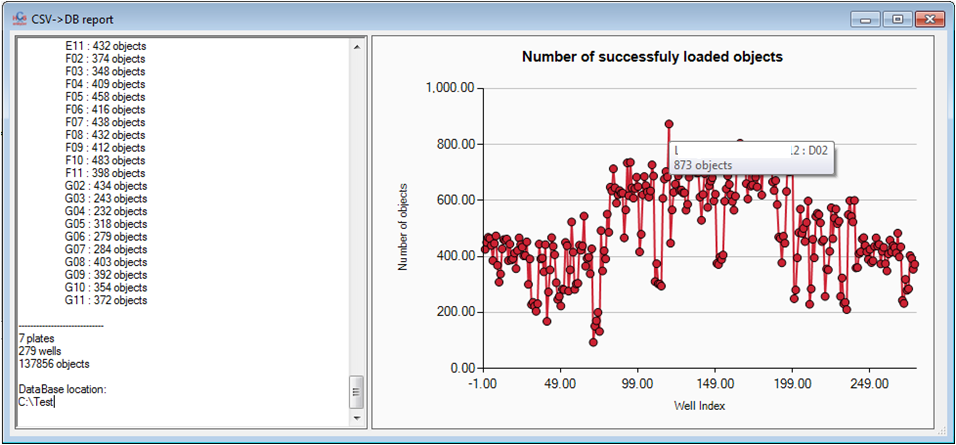 CSV->DB report
E11 : 432 objects
F02 : 374 objects
F03 : 348 objects
F04 : 409 objects
F05 : 458 objects
F06 : 416 objects
F07 : 438 objects
F08 : 432 objects
F09 : 412 objects
F10 : 483 objects
F11 : 398 objects
G02 : 434 objects
G03 : 243 objects
G04 : 232 objects
G05 : 318 objects
G06 : 279 objects
G07 : 284 objects
G08 : 403 objects
G09 : 392 objects
G10 : 354 objects
G11 : 372 objects
-----------------------------
7 plates
279 wells
137856 objects
DataBase location:
C:\Test
Number of successfuly loaded objects
Number of objects
1,000.00
800.00
600.00
400.00
200.00
0.00
: D02
873 objects
-1.00 49.00 99.00 149.00 199.00 249.00
Well Index